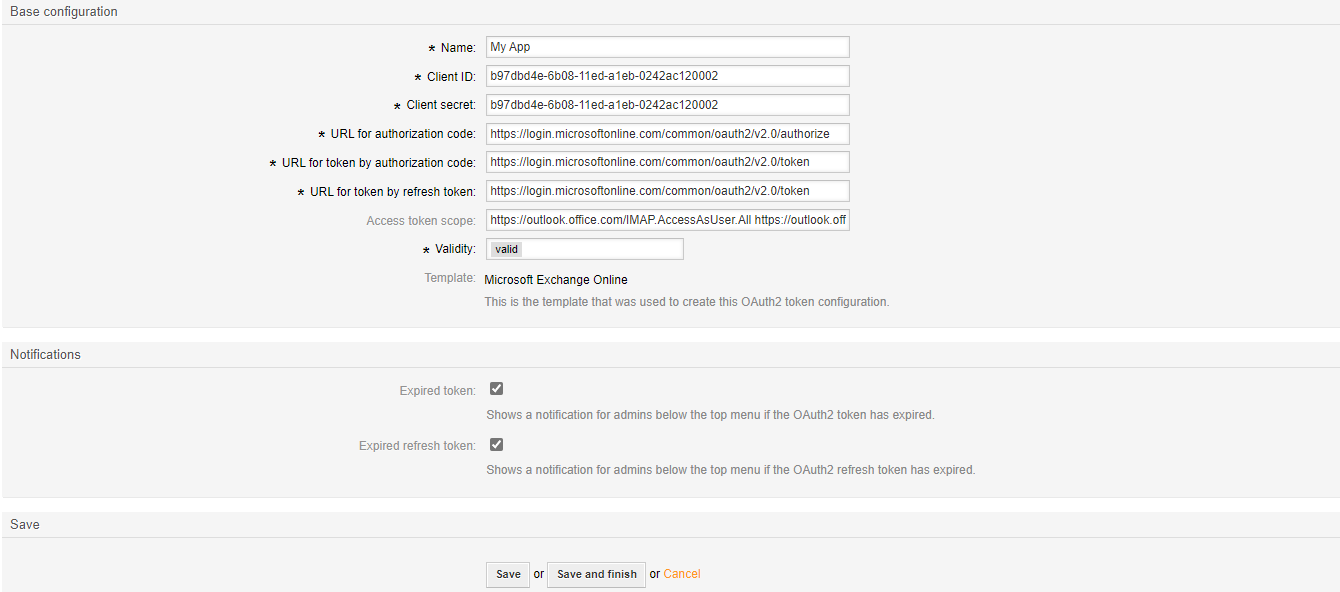 Base configuration
* Name: My App
* Client ID: b97dbd4e-6b08-11ed-a1eb-0242ac120002
* Client secret: b97dbd4e-6b08-11ed-a1eb-0242ac120002
* URL for authorization code: https://login.microsoftonline.com/common/oauth2/v2.0/authorize
* URL for token by authorization code: https://login.microsoftonline.com/common/oauth2/v2.0/token
* URL for token by refresh token: https://login.microsoftonline.com/common/oauth2/v2.0/token
Access token scope: https://outlook.office.com/IMAP.AccessAsUser.All https://outlook.off
* Validity: valid
Template: Microsoft Exchange Online
This is the template that was used to create this OAuth2 token configuration.
Notifications
Expired token:
Shows a notification for admins below the top menu if the OAuth2 token has expired.
Expired refresh token:
Shows a notification for admins below the top menu if the OAuth2 refresh token has expired.
Save
Save or Save and finish or Cancel